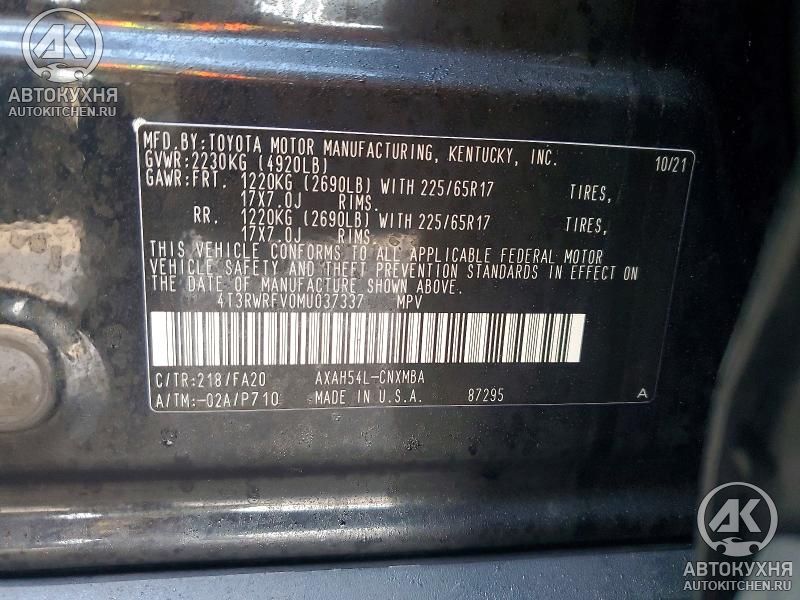 АК
АВТОКУХНЯ
AUTOKITCHEN.RU
MFD.BY:TOYOTA MOTOR MANUFACTURING, KENTUCKY, INC. 10/21
GVWR:2230KG (4920LB)
GAWR:FRT. 1220KG (2690LB) WITH 225/65R17 TIRES,
17X7.0J RIMS.
RR. 1220KG (2690LB) WITH 225/65R17 TIRES,
17X7.0J RIMS.
THIS VEHICLE CONFORMS TO ALL APPLICABLE FEDERAL MOTOR
VEHICLE SAFETY AND THEFT PREVENTION STANDARDS IN EFFECT ON
THE DATE OF MANUFACTURE SHOWN ABOVE.
4T3RWRFV0MU037337 MPV
C/TR:218/FA20 AXAH54L-CNXMBA
A/TM:-02A/P710 MADE IN U.S.A. 87295 A
АК
АВТОКУХНЯ
AUTOKITCHEN.RU